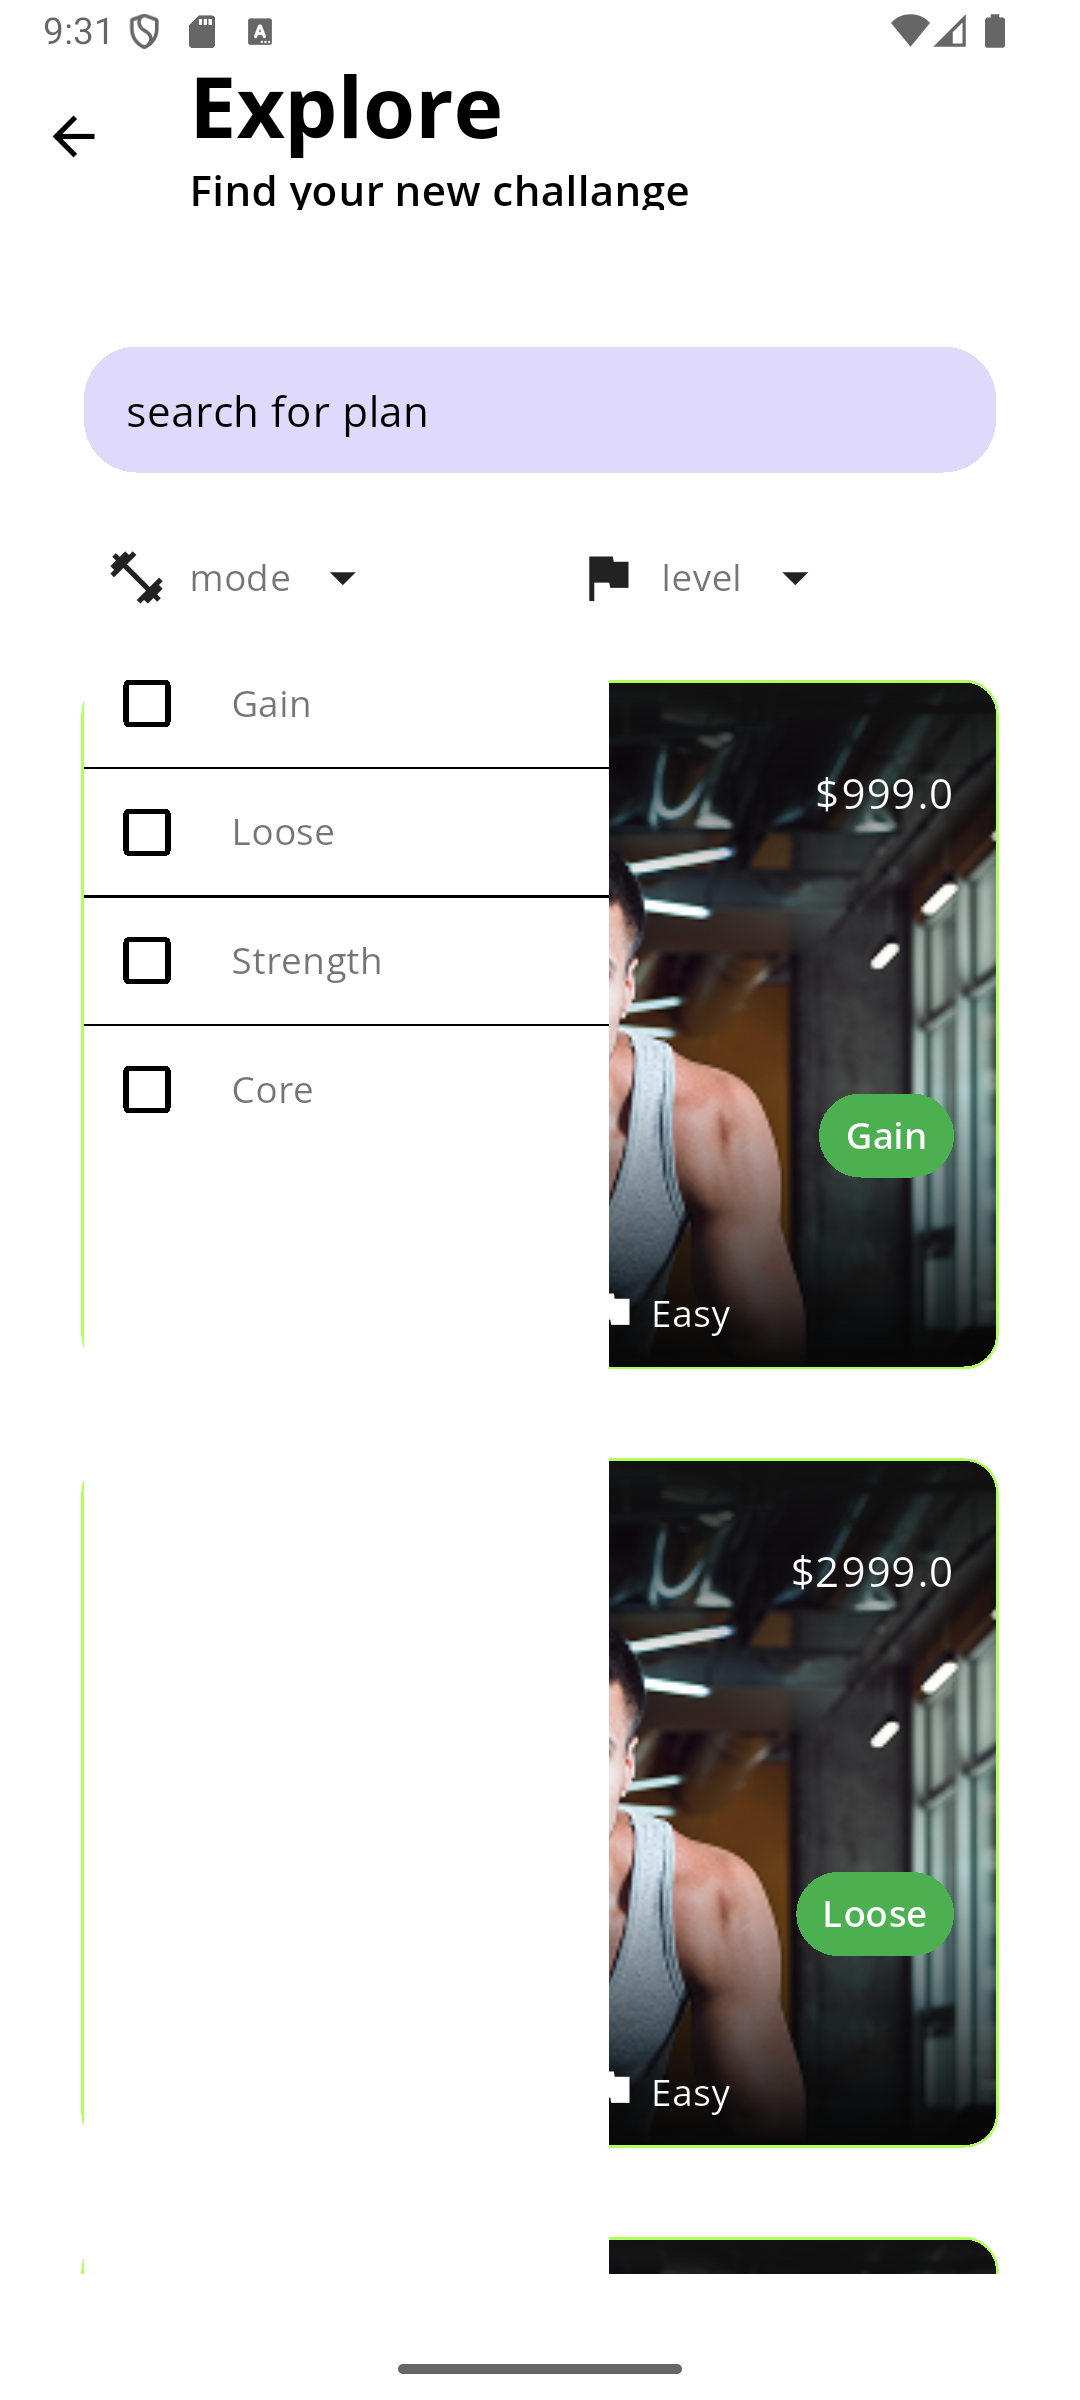 9:31
Explore
Find your new challange
search for plan
mode
level
Gain
Loose
Strength
Core
$999.0
Gain
Easy
$2999.0
Loose
Easy